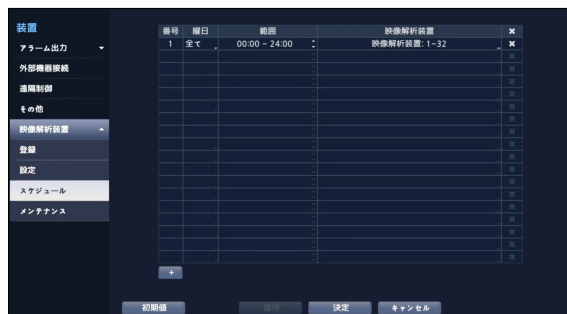 装置
アラーム出力
外部機器接続
遠隔制御
その他
映像解析装置
登録
設定
スケジュール
メンテナンス
番号 曜日 範囲 映像解析装置 ×
1 全て 00:00 ~ 24:00 映像解析装置: 1-32 ×
+
初期値 適用 決定 キャンセル